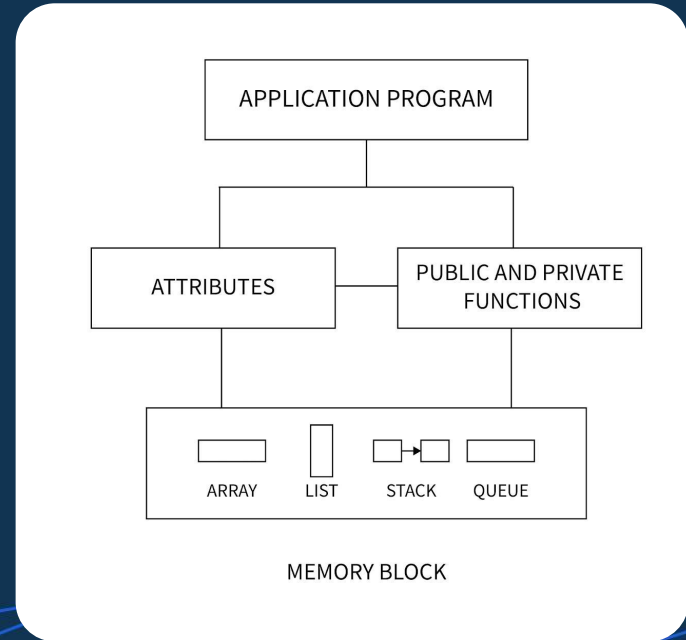 APPLICATION PROGRAM
ATTRIBUTES
PUBLIC AND PRIVATE
FUNCTIONS
ARRAY
LIST
STACK
QUEUE
MEMORY BLOCK